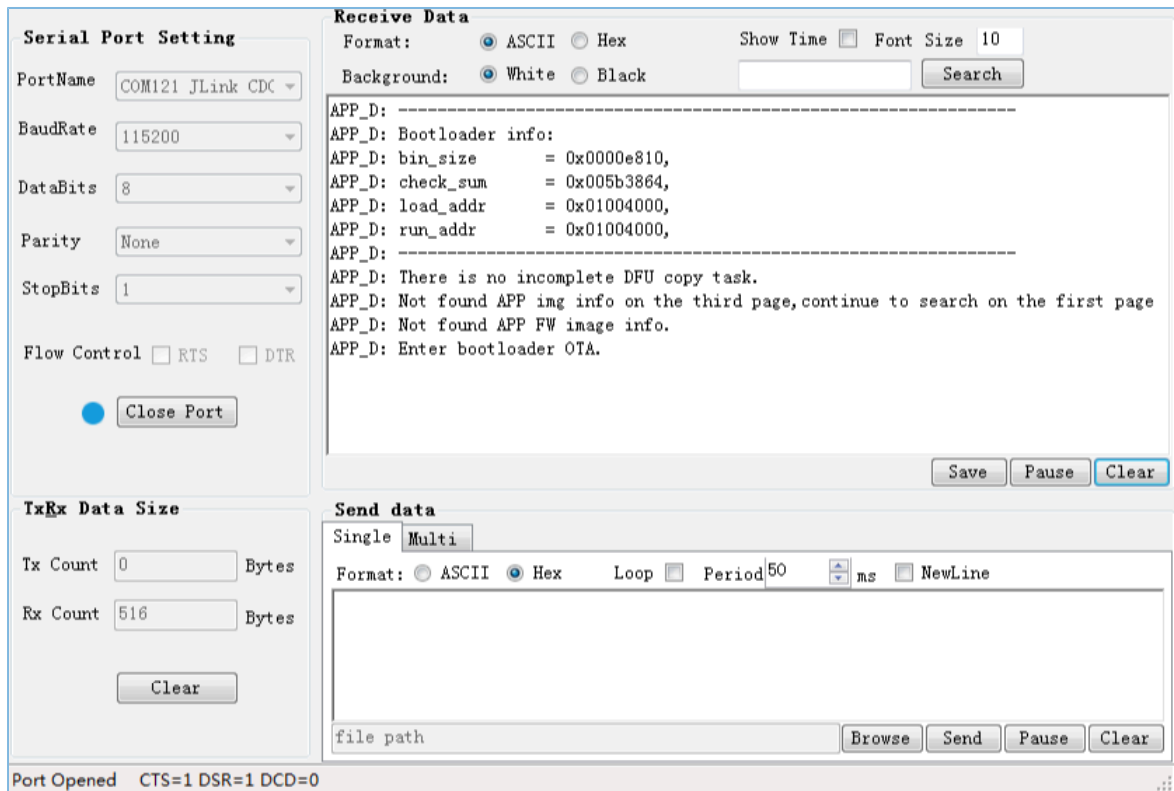 Serial Port Setting
PortName COM121 JLink CDC
BaudRate 115200
DataBits 8
Parity None
StopBits 1
Flow Control RTS DTR
Close Port
Receive Data
Format: ASCII Hex Show Time Font Size 10
Background: White Black Search
APP_D: ----------------------------------------------------------------
APP_D: Bootloader info:
APP_D: bin_size = 0x0000e810,
APP_D: check_sum = 0x005b3864,
APP_D: load_addr = 0x01004000,
APP_D: run_addr = 0x01004000,
APP_D: ----------------------------------------------------------------
APP_D: There is no incomplete DFU copy task.
APP_D: Not found APP img info on the third page,continue to search on the first page
APP_D: Not found APP FW image info.
APP_D: Enter bootloader OTA.
Save Pause Clear
TxRx Data Size
Tx Count 0 Bytes
Rx Count 516 Bytes
Clear
Send data
Single Multi
Format: ASCII Hex Loop Period 50 ms NewLine
file path Browse Send Pause Clear
Port Opened CTS=1 DSR=1 DCD=0